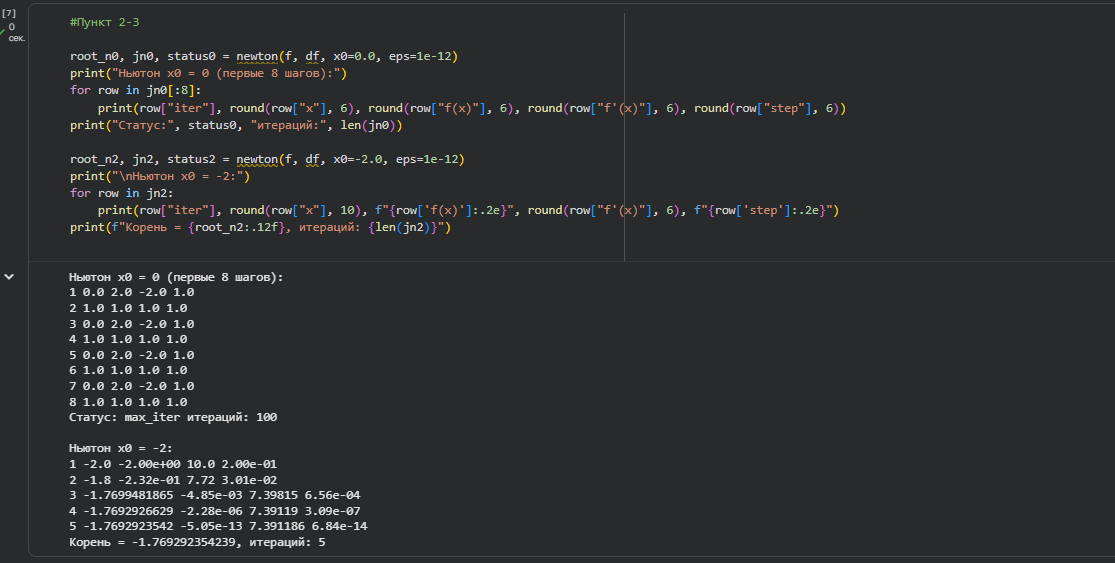 [7]
0
сек.
#Пункт 2-3
root_n0, jn0, status0 = newton(f, df, x0=0.0, eps=1e-12)
print("Ньютон x0 = 0 (первые 8 шагов):")
for row in jn0[:8]:
    print(row["iter"], round(row["x"], 6), round(row["f(x)"], 6), round(row["f'(x)"], 6), round(row["step"], 6))
print("Статус:", status0, "итераций:", len(jn0))
root_n2, jn2, status2 = newton(f, df, x0=-2.0, eps=1e-12)
print("\nНьютон x0 = -2:")
for row in jn2:
    print(row["iter"], round(row["x"], 10), f"{row['f(x)']:.2e}", round(row["f'(x)"], 6), f"{row['step']:.2e}")
print(f"Корень = {root_n2:.12f}, итераций: {len(jn2)}")
Ньютон x0 = 0 (первые 8 шагов):
1 0.0 2.0 -2.0 1.0
2 1.0 1.0 1.0 1.0
3 0.0 2.0 -2.0 1.0
4 1.0 1.0 1.0 1.0
5 0.0 2.0 -2.0 1.0
6 1.0 1.0 1.0 1.0
7 0.0 2.0 -2.0 1.0
8 1.0 1.0 1.0 1.0
Статус: max_iter итераций: 100
Ньютон x0 = -2:
1 -2.0 -2.00e+00 10.0 2.00e-01
2 -1.8 -2.32e-01 7.72 3.01e-02
3 -1.7699481865 -4.85e-03 7.39815 6.56e-04
4 -1.7692926629 -2.28e-06 7.39119 3.09e-07
5 -1.7692923542 -5.05e-13 7.391186 6.84e-14
Корень = -1.769292354239, итераций: 5